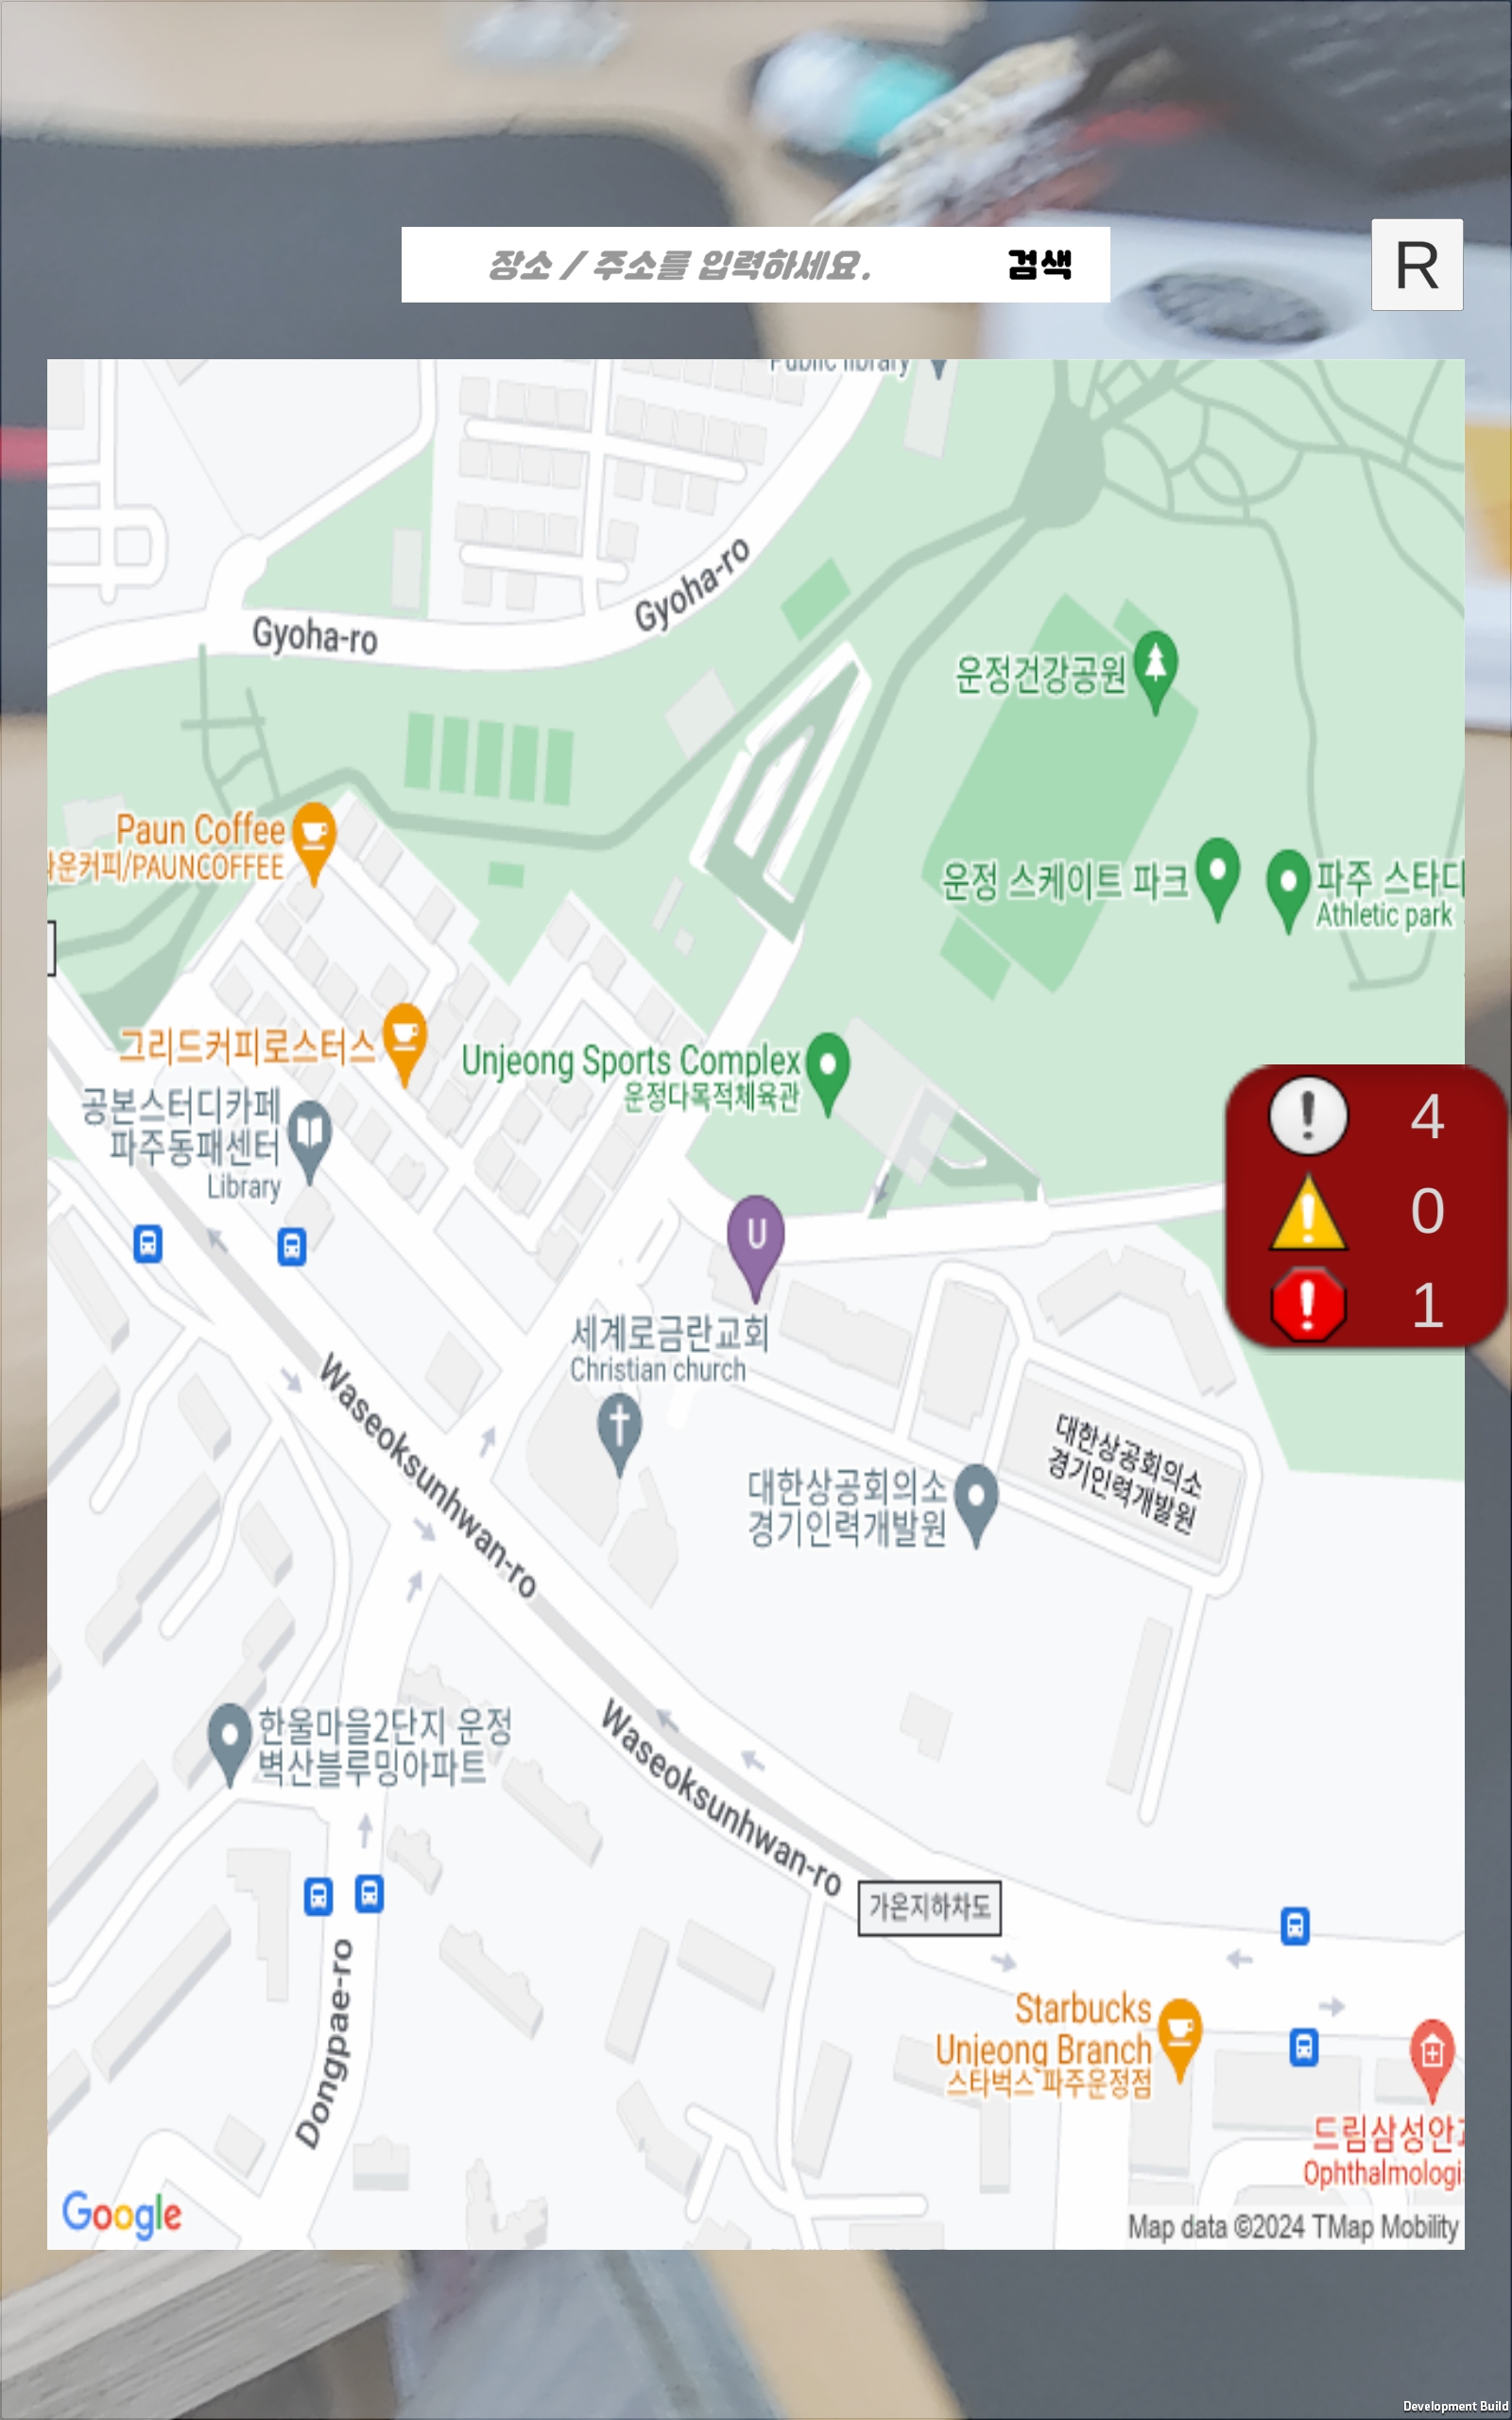 장소 / 주소를 입력하세요.
검색
R
Public library
Gyoha-ro
Gyoha-ro
운정건강공원
Paun Coffee
파운커피/PAUNCOFFEE
운정 스케이트 파크
파주 스타디
Athletic park
그리드커피로스터스
Unjeong Sports Complex
운정다목적체육관
공본스터디카페
파주동패센터
Library
4
0
1
U
세계로금란교회
Christian church
Waseoksunhwan-ro
대한상공회의소
경기인력개발원
대한상공회의소
경기인력개발원
한울마을2단지 운정
벽산블루밍아파트
Waseoksunhwan-ro
가온지하차도
Dongpae-ro
Starbucks
Unjeong Branch
스타벅스 파주운정점
드림삼성안
Ophthalmologi
Google
Map data ©2024 TMap Mobility
Development Build